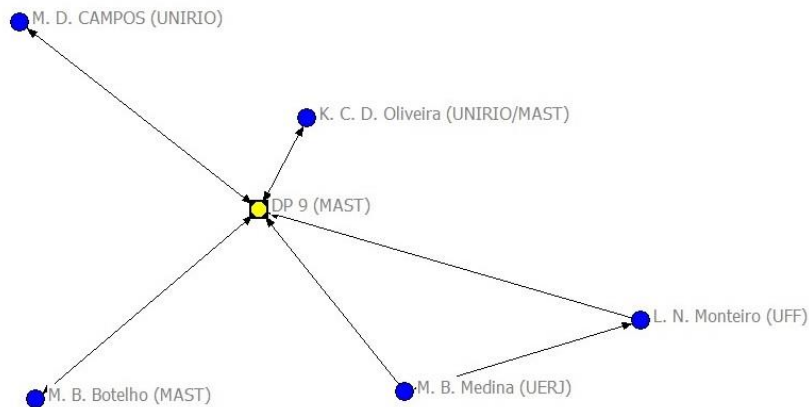 M. D. CAMPOS (UNIRIO)
K. C. D. Oliveira (UNIRIO/MAST)
DP 9 (MAST)
L. N. Monteiro (UFF)
M. B. Botelho (MAST)
M. B. Medina (UERJ)